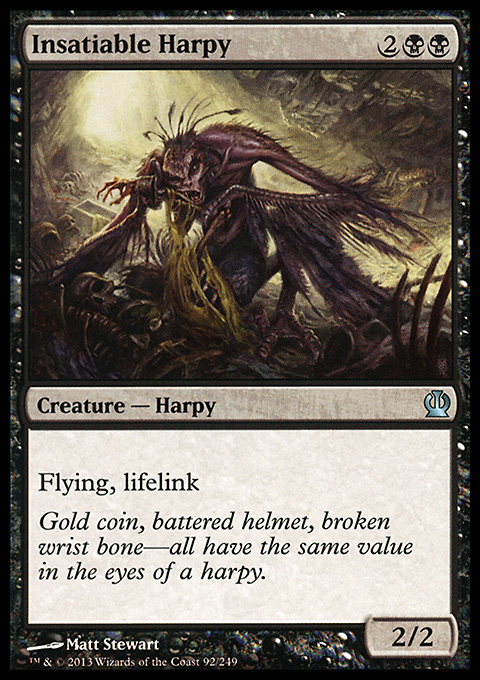 Insatiable Harpy 2
Creature — Harpy
Flying, lifelink
Gold coin, battered helmet, broken
wrist bone—all have the same value
in the eyes of a harpy.
Matt Stewart
™ & © 2013 Wizards of the Coast 92/249
2/2